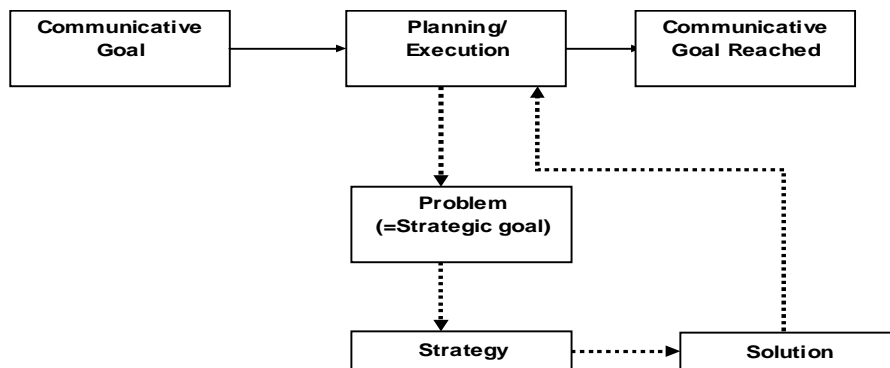 Communicative
Goal
Planning/
Execution
Communicative
Goal Reached
Problem
(=Strategic goal)
Strategy
Solution